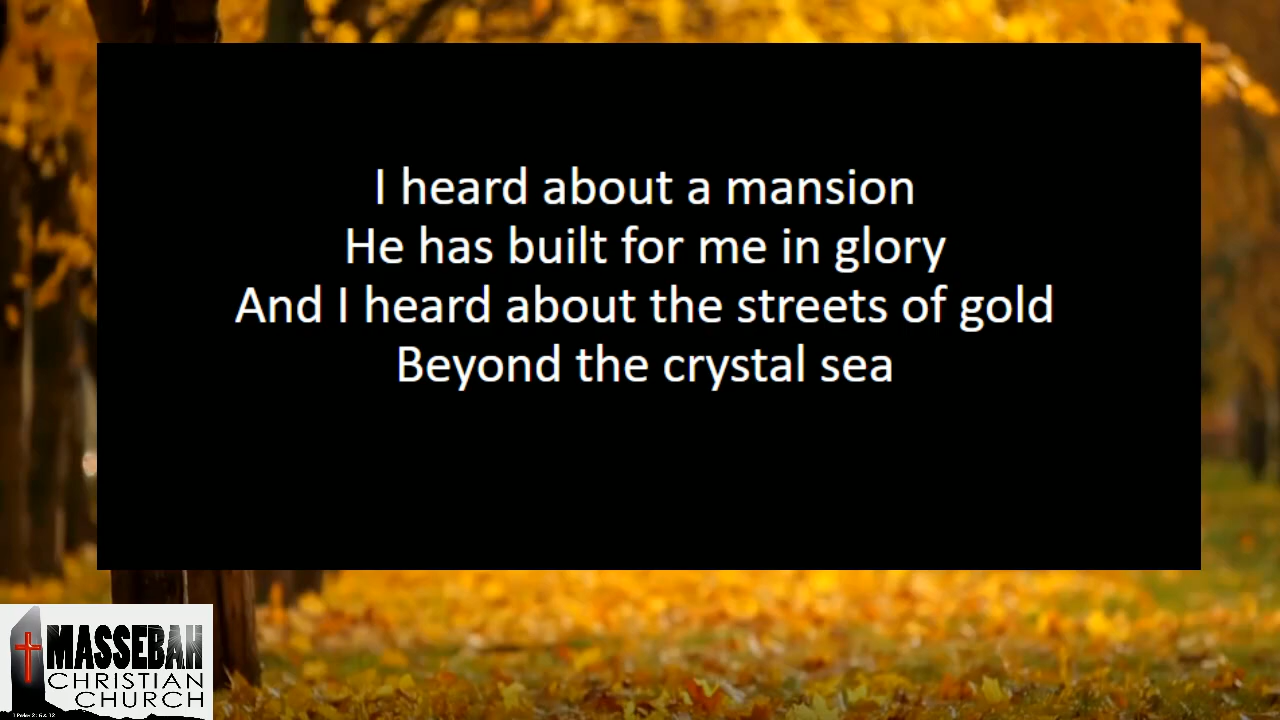 I heard about a mansion
He has built for me in glory
And I heard about the streets of gold
Beyond the crystal sea
MASSEBAH
CHRISTIAN
CHURCH